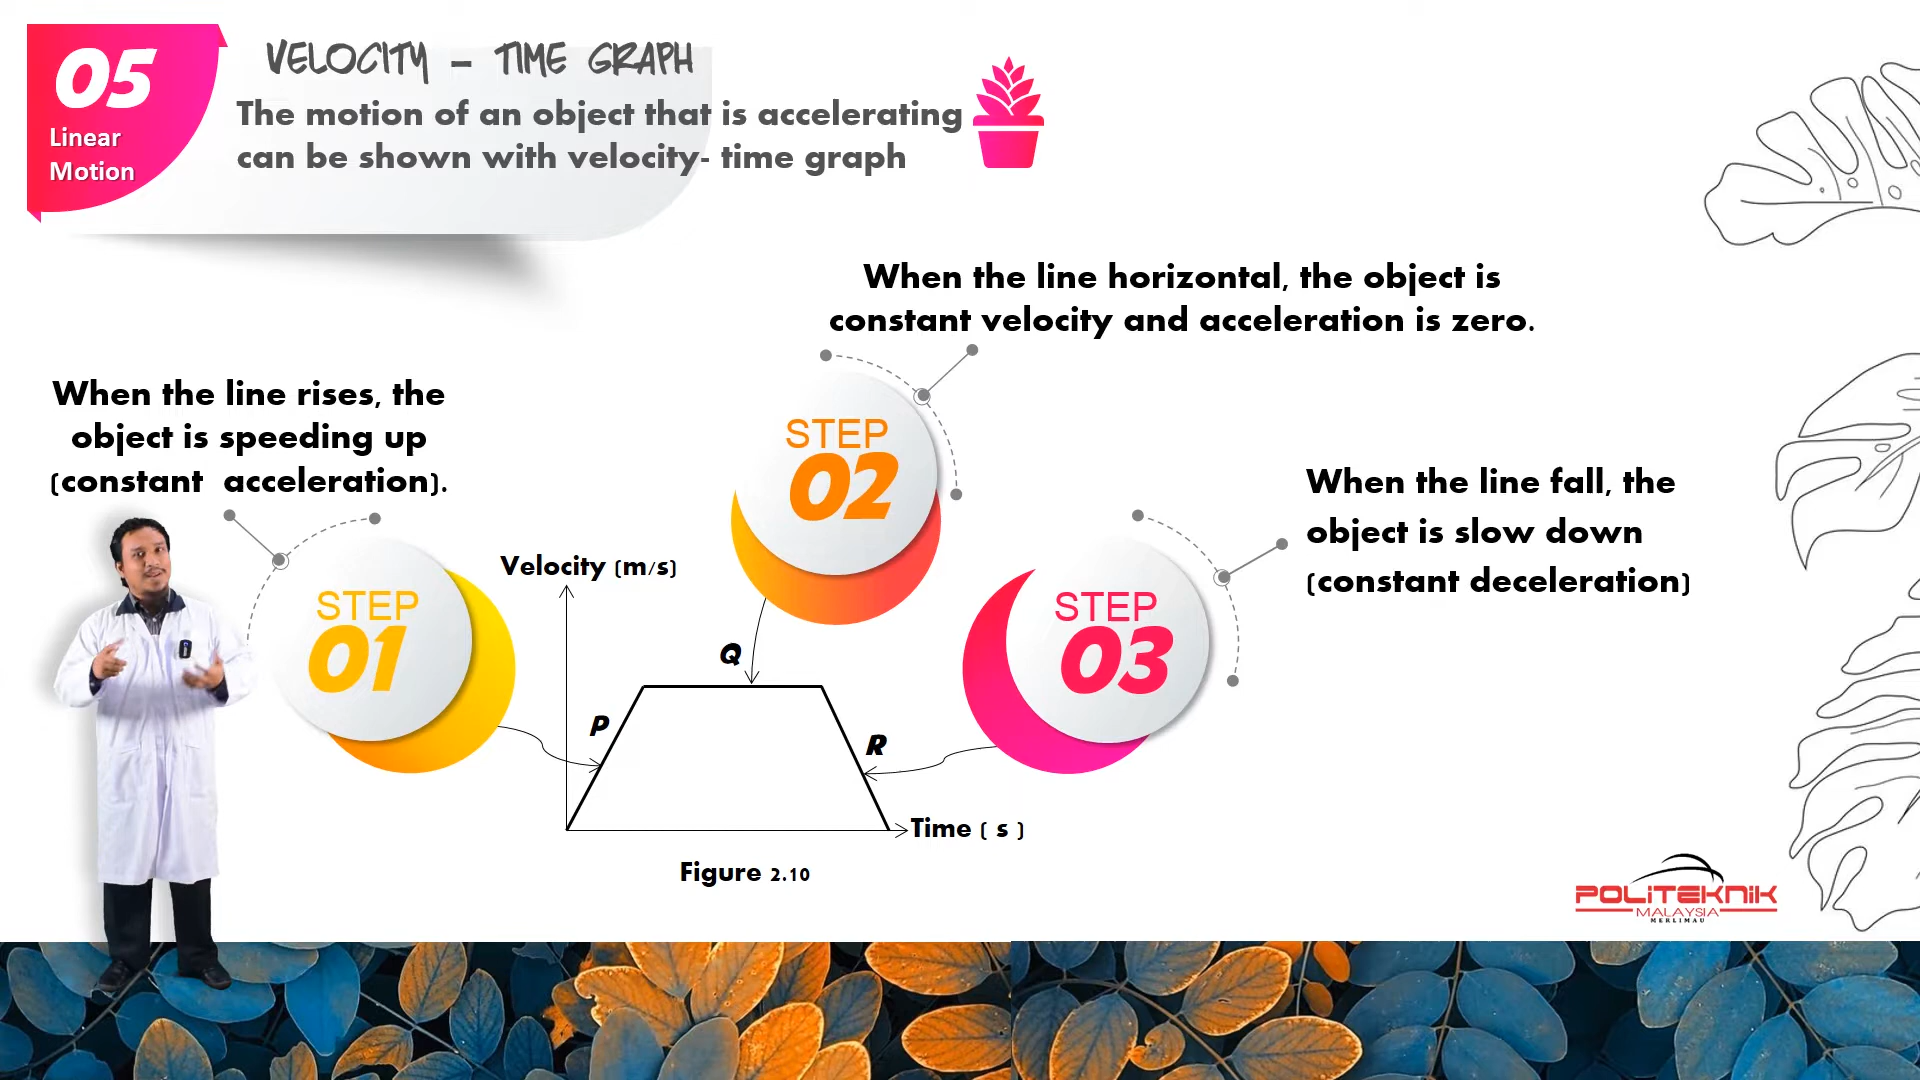 05
Linear
Motion
VELOCITY - TIME GRAPH
The motion of an object that is accelerating
can be shown with velocity- time graph
When the line horizontal, the object is
constant velocity and acceleration is zero.
When the line rises, the
object is speeding up
(constant acceleration).
STEP
02
When the line fall, the
object is slow down
(constant deceleration)
STEP
01
Velocity (m/s)
STEP
03
Q
P
R
Time ( s )
Figure 2.10
POLITEKNIK
MALAYSIA
MERLIMAU